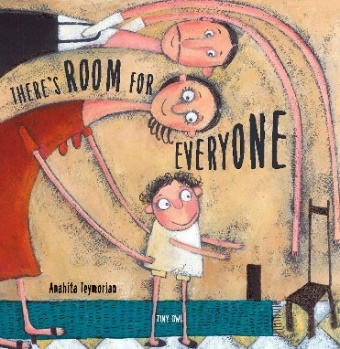 THERE'S ROOM FOR
EVERYONE
Anahita Teymorian
TINY OWL